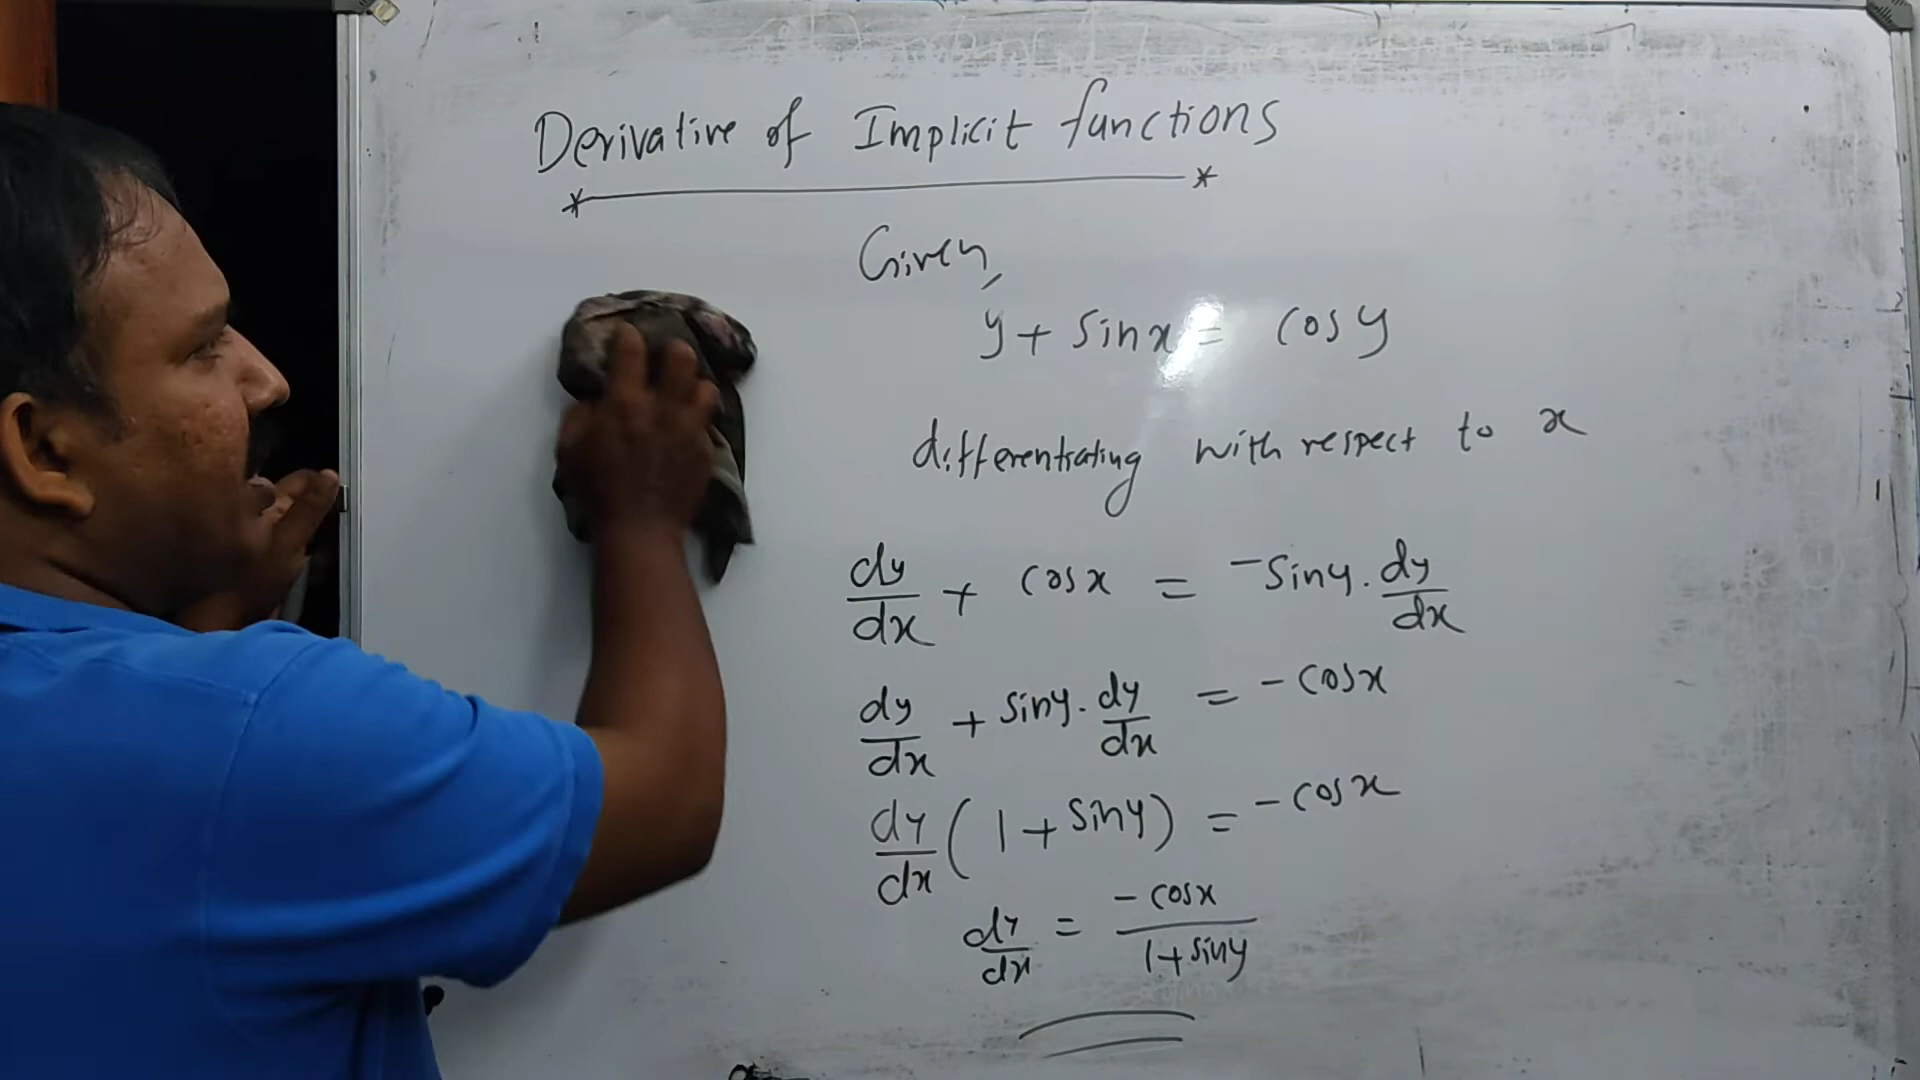 Derivative of Implicit functions
Given,
y + sinx = cosy
differentiating with respect to x
dy/dx + cosx = -siny.dy/dx
dy/dx + siny.dy/dx = -cosx
dy/dx (1+siny) = -cosx
dy/dx = -cosx/1+siny